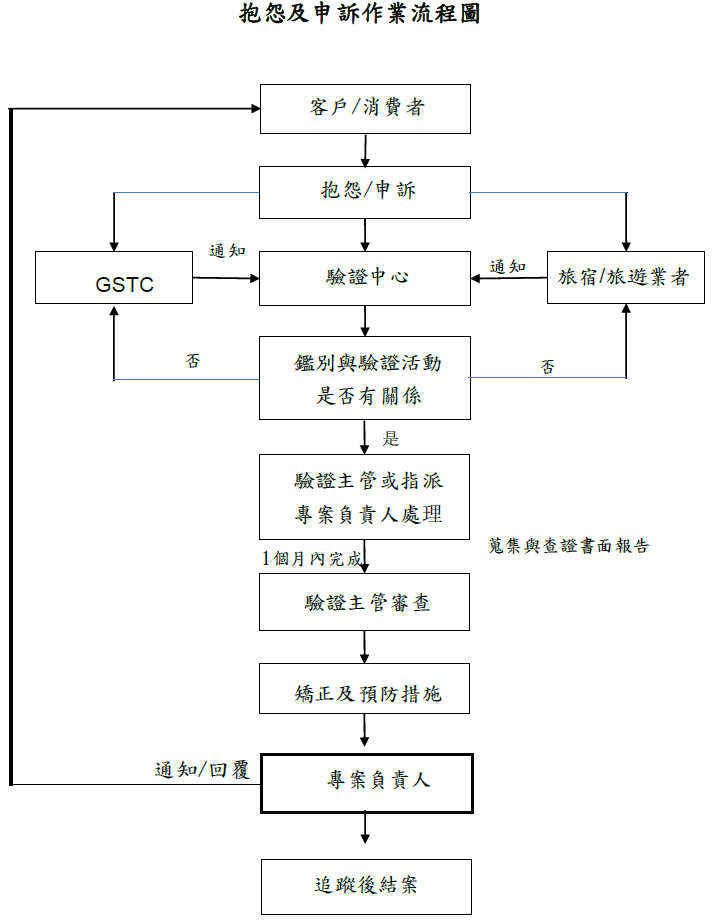 抱怨及申訴作業流程圖
客戶/消費者
抱怨/申訴
通知
通知
GSTC
驗證中心
旅宿/旅遊業者
否
鑑別與驗證活動
是否有關係
否
是
驗證主管或指派
專案負責人處理
蒐集與查證書面報告
1個月內完成
驗證主管審查
矯正及預防措施
通知/回覆
專案負責人
追蹤後結案